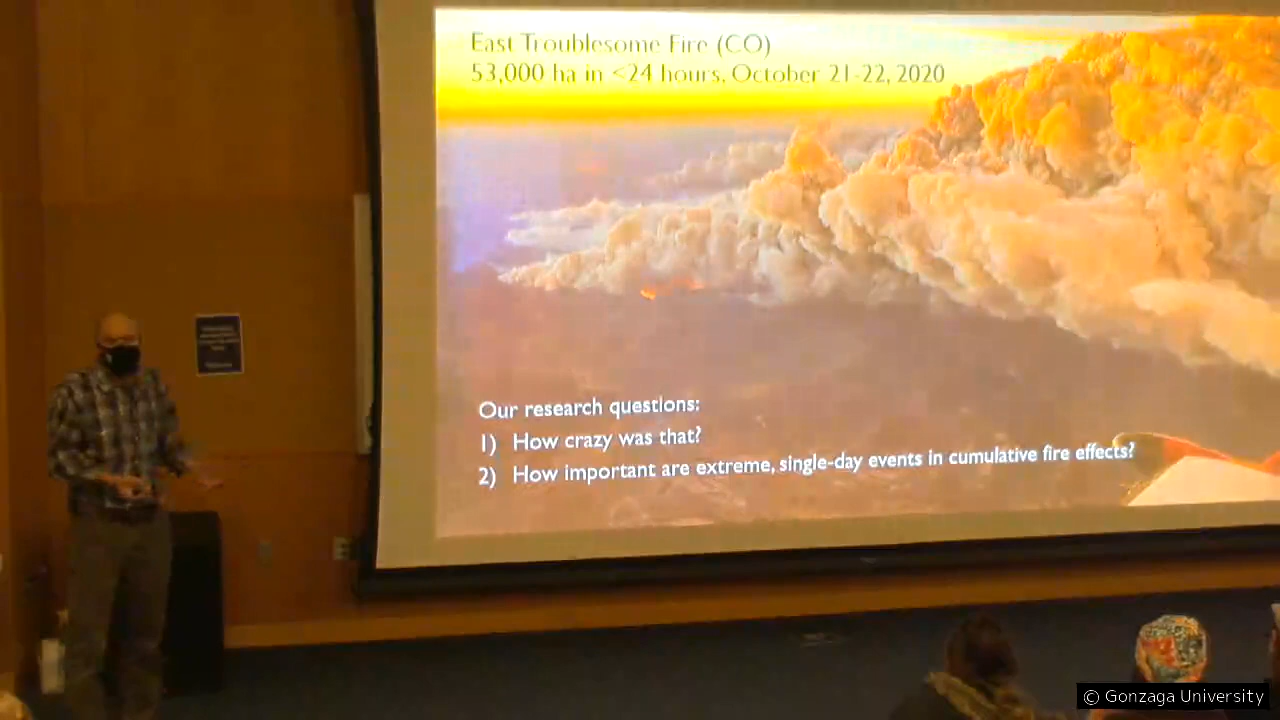 East Troublesome Fire (CO)
53,000 ha in <24 hours, October 21-22, 2020
Our research questions:
1) How crazy was that?
2) How important are extreme, single-day events in cumulative fire effects?
© Gonzaga University